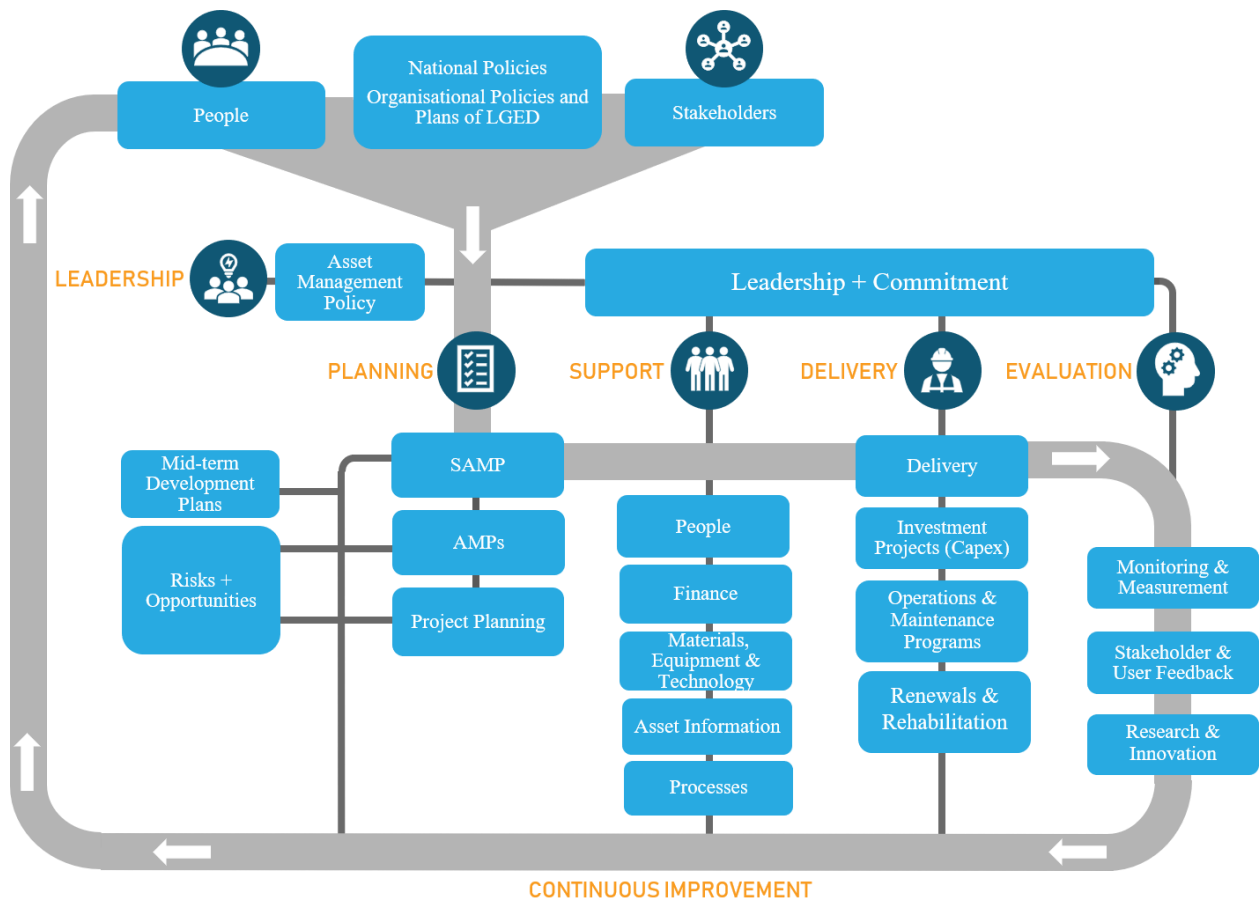 People
National Policies
Organisational Policies and
Plans of LGED
Stakeholders
LEADERSHIP
Asset
Management
Policy
Leadership + Commitment
PLANNING
SUPPORT
DELIVERY
EVALUATION
Mid-term
Development
Plans
Risks +
Opportunities
SAMP
AMPs
Project Planning
People
Finance
Materials,
Equipment &
Technology
Asset Information
Processes
Delivery
Investment
Projects (Capex)
Operations &
Maintenance
Programs
Renewals &
Rehabilitation
Monitoring &
Measurement
Stakeholder &
User Feedback
Research &
Innovation
CONTINUOUS IMPROVEMENT